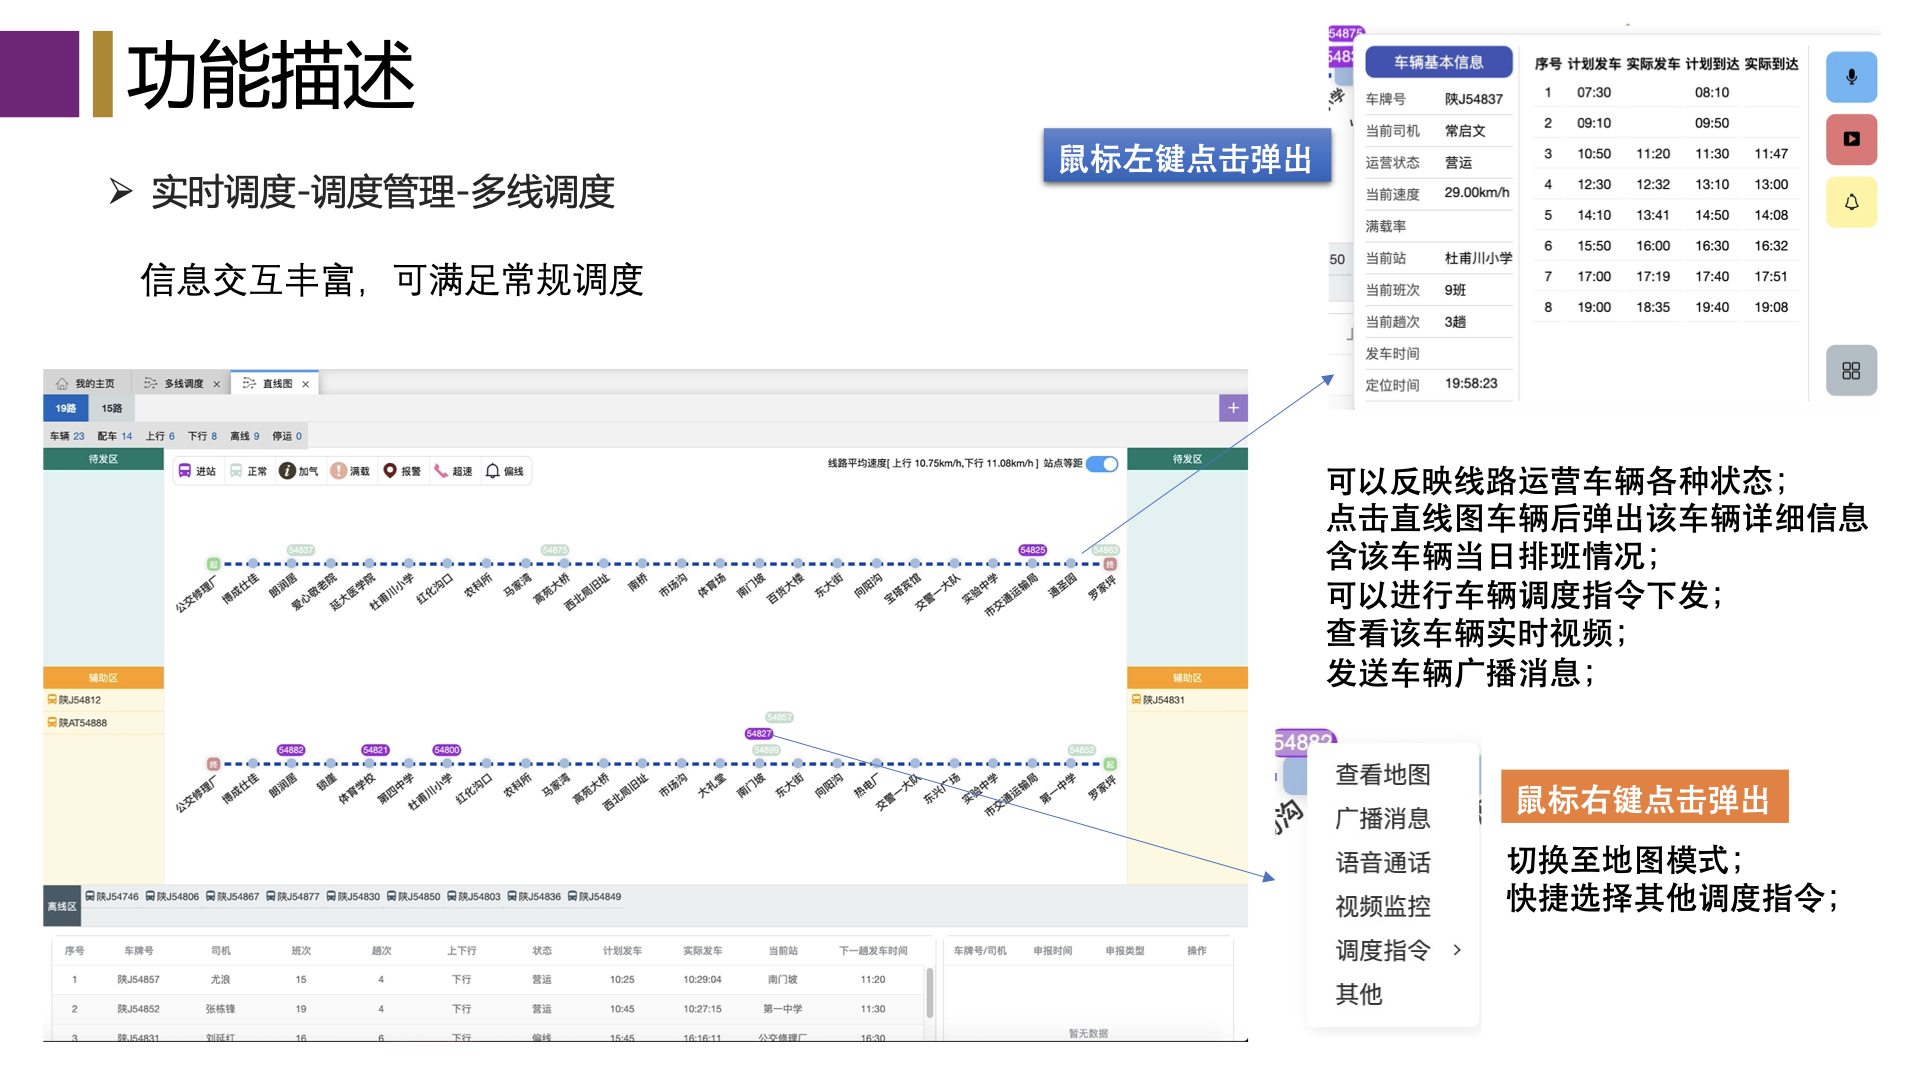 功能描述
实时调度-调度管理-多线调度
信息交互丰富，可满足常规调度
鼠标左键点击弹出
54875
50
车辆基本信息
车牌号 陕J54837
当前司机 常启文
运营状态 营运
当前速度 29.00km/h
满载率
当前站 杜甫川小学
当前班次 9班
当前趟次 3趟
发车时间
定位时间 19:58:23
序号 计划发车 实际发车 计划到达 实际到达
1 07:30 08:10
2 09:10 09:50
3 10:50 11:20 11:30 11:47
4 12:30 12:32 13:10 13:00
5 14:10 13:41 14:50 14:08
6 15:50 16:00 16:30 16:32
7 17:00 17:19 17:40 17:51
8 19:00 18:35 19:40 19:08
我的主页 多线调度 × 直线图 ×
19路 15路 +
车辆 23 配车 14 上行 6 下行 8 离线 9 停运 0
待发区
进站 正常 加气 满载 报警 超速 偏线
线路平均速度[ 上行 10.75km/h,下行 11.08km/h ] 站点等距
待发区
54837 54875 54825 54863
起 终
公交修理厂 博成仕佳 朗润居 爱心敬老院 延大医学院 杜甫川小学 红化沟口 农科所 马家湾 高苑大桥 西北局旧址 南桥 市场沟 体育场 南门坡 百货大楼 东大街 向阳沟 宝塔宾馆 交警一大队 实验中学 市交通运输局 通圣园 罗家坪
辅助区
陕J54812
陕AT54888
辅助区
陕J54831
54857
54827
54882 54821 54800 54899 54852
终 起
公交修理厂 博成仕佳 朗润居 锁崖 体育学校 第四中学 杜甫川小学 红化沟口 农科所 马家湾 高苑大桥 西北局旧址 市场沟 大礼堂 南门坡 东大街 向阳沟 热电厂 交警一大队 东兴广场 实验中学 市交通运输局 第一中学 罗家坪
离线区 陕J54746 陕J54806 陕J54867 陕J54877 陕J54830 陕J54850 陕J54803 陕J54836 陕J54849
序号 车牌号 司机 班次 趟次 上下行 状态 计划发车 实际发车 当前站 下一趟发车时间
1 陕J54857 尤浪 15 4 下行 营运 10:25 10:29:04 南门坡 11:20
2 陕J54852 张栋锋 19 4 下行 营运 10:45 10:27:15 第一中学 11:30
3 陕J54831 刘延红 16 6 下行 偏线 15:45 16:16:11 公交修理厂 16:30
车牌号/司机 申报时间 申报类型 操作
暂无数据
可以反映线路运营车辆各种状态；
点击直线图车辆后弹出该车辆详细信息
含该车辆当日排班情况；
可以进行车辆调度指令下发；
查看该车辆实时视频；
发送车辆广播消息；
54882
沟
查看地图
广播消息
语音通话
视频监控
调度指令 >
其他
鼠标右键点击弹出
切换至地图模式；
快捷选择其他调度指令；